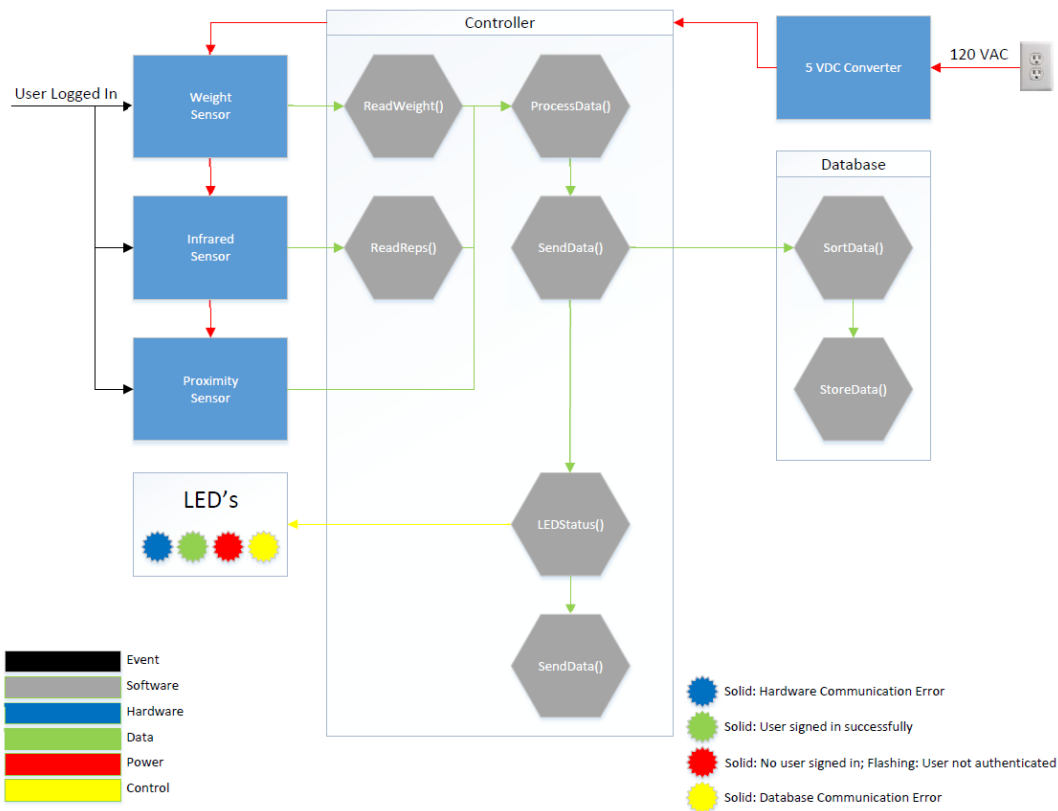 Controller
120 VAC
5 VDC Converter
User Logged In
Weight
Sensor
ReadWeight()
ProcessData()
Database
Infrared
Sensor
ReadReps()
SendData()
SortData()
Proximity
Sensor
StoreData()
LED's
LEDStatus()
SendData()
Event
Software
Hardware
Data
Power
Control
Solid: Hardware Communication Error
Solid: User signed in successfully
Solid: No user signed in; Flashing: User not authenticated
Solid: Database Communication Error